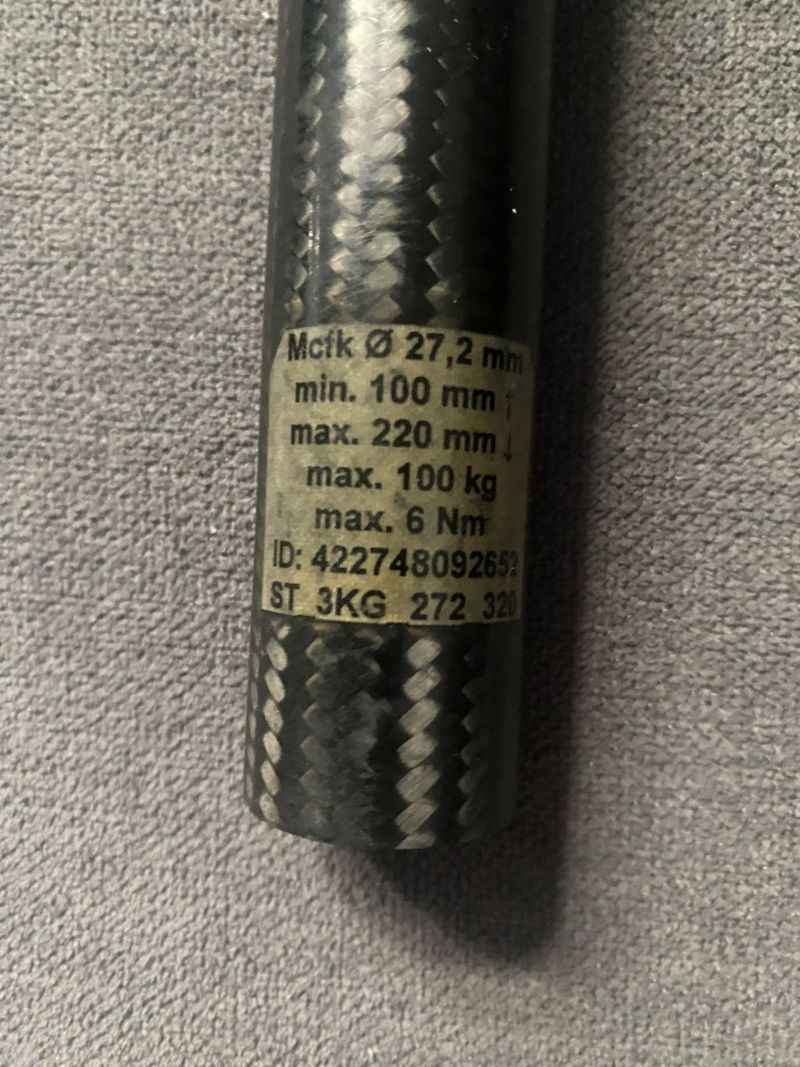 Mcfk Ø 27,2 mm
min. 100 mm ↑
max. 220 mm ↓
max. 100 kg
max. 6 Nm
ID: 422748092652
ST 3KG 272 320